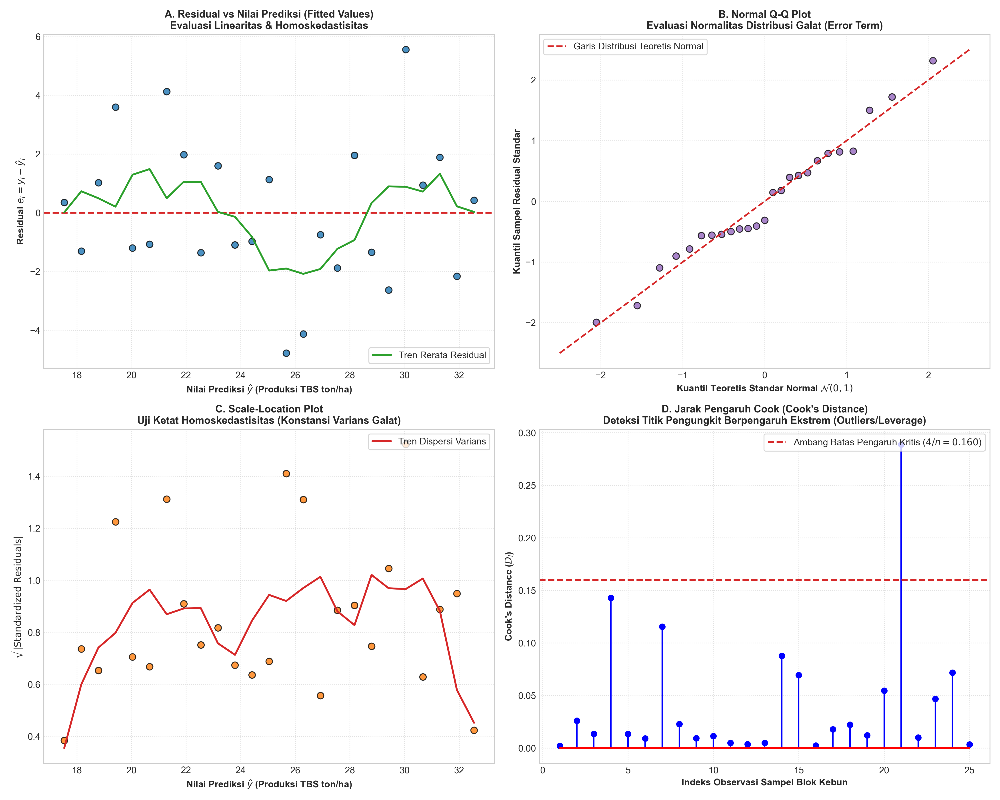 A. Residual vs Nilai Prediksi (Fitted Values)
Evaluasi Linearitas & Homoskedastisitas
6
4
2
0
−2
−4
Residual eᵢ = yᵢ − ŷᵢ
Tren Rerata Residual
18 20 22 24 26 28 30 32
Nilai Prediksi ŷ (Produksi TBS ton/ha)
B. Normal Q-Q Plot
Evaluasi Normalitas Distribusi Galat (Error Term)
Garis Distribusi Teoretis Normal
2
1
0
−1
−2
Kuantil Sampel Residual Standar
−2 −1 0 1 2
Kuantil Teoretis Standar Normal 𝒩(0, 1)
C. Scale-Location Plot
Uji Ketat Homoskedastisitas (Konstansi Varians Galat)
Tren Dispersi Varians
1.4
1.2
1.0
0.8
0.6
0.4
√|Standardized Residuals|
18 20 22 24 26 28 30 32
Nilai Prediksi ŷ (Produksi TBS ton/ha)
D. Jarak Pengaruh Cook (Cook's Distance)
Deteksi Titik Pengungkit Berpengaruh Ekstrem (Outliers/Leverage)
Ambang Batas Pengaruh Kritis (4/n = 0.160)
0.30
0.25
0.20
0.15
0.10
0.05
0.00
Cook's Distance (Dᵢ)
0 5 10 15 20 25
Indeks Observasi Sampel Blok Kebun